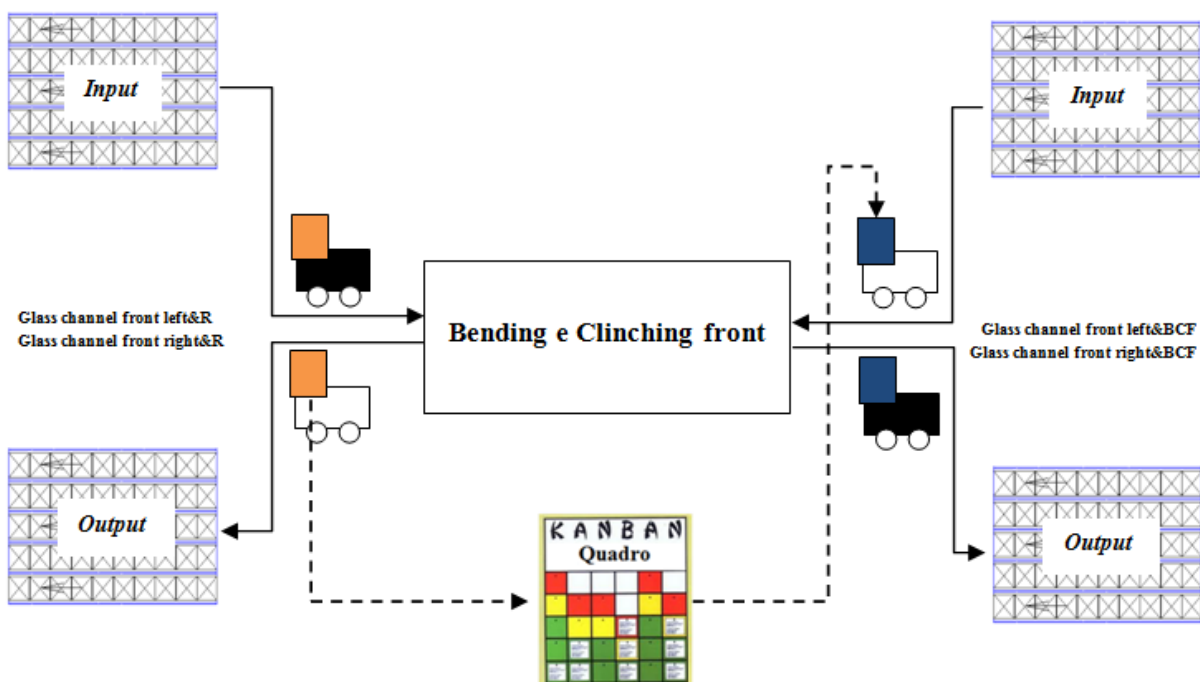 Input
Input
Glass channel front left&R
Glass channel front right&R
Bending e Clinching front
Glass channel front left&BCF
Glass channel front right&BCF
Output
Output
KANBAN
Quadro